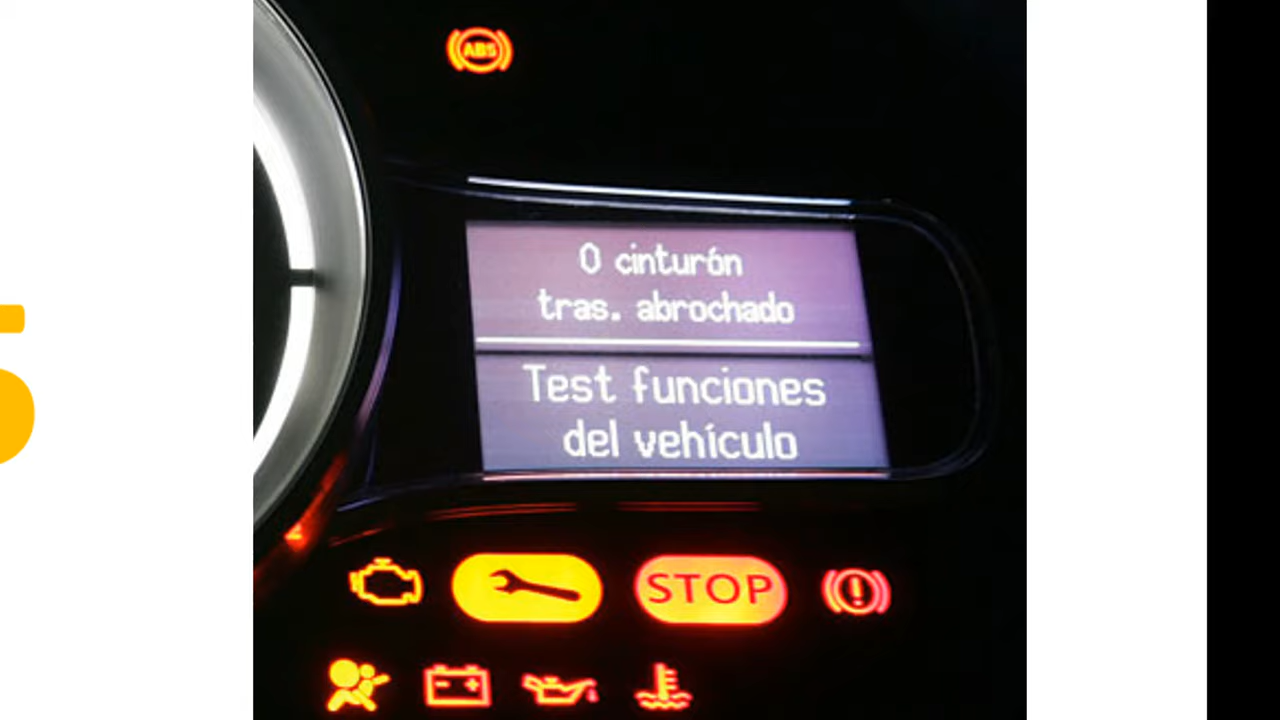 ABS
0 cinturón
tras. abrochado
Test funciones
del vehículo
STOP